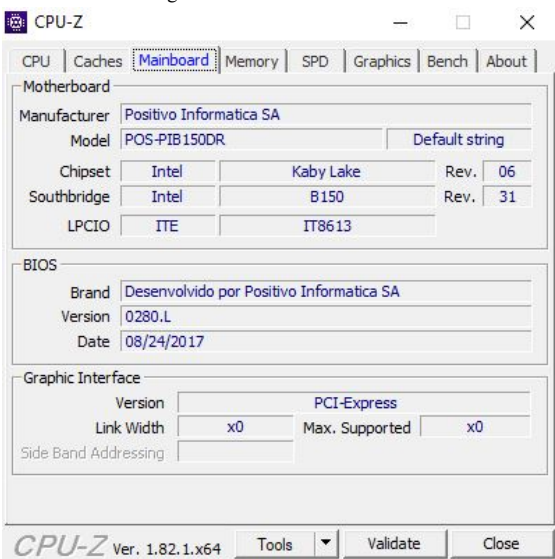 CPU-Z
CPU Caches Mainboard Memory SPD Graphics Bench About
Motherboard
Manufacturer Positivo Informatica SA
Model POS-PIB150DR Default string
Chipset Intel Kaby Lake Rev. 06
Southbridge Intel B150 Rev. 31
LPCIO ITE IT8613
BIOS
Brand Desenvolvido por Positivo Informatica SA
Version 0280.L
Date 08/24/2017
Graphic Interface
Version PCI-Express
Link Width x0 Max. Supported x0
Side Band Addressing
CPU-Z Ver. 1.82.1.x64 Tools Validate Close